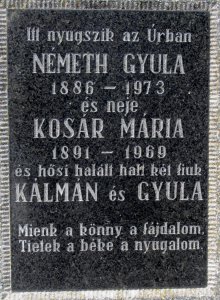 Itt nyugszik az Úrban
NÉMETH GYULA
1886 - 1973
és neje
KOSÁR MÁRIA
1891 - 1969
és hősi halált halt két fiuk
KÁLMÁN és GYULA
Mienk a könny a fájdalom,
Tietek a béke a nyugalom.